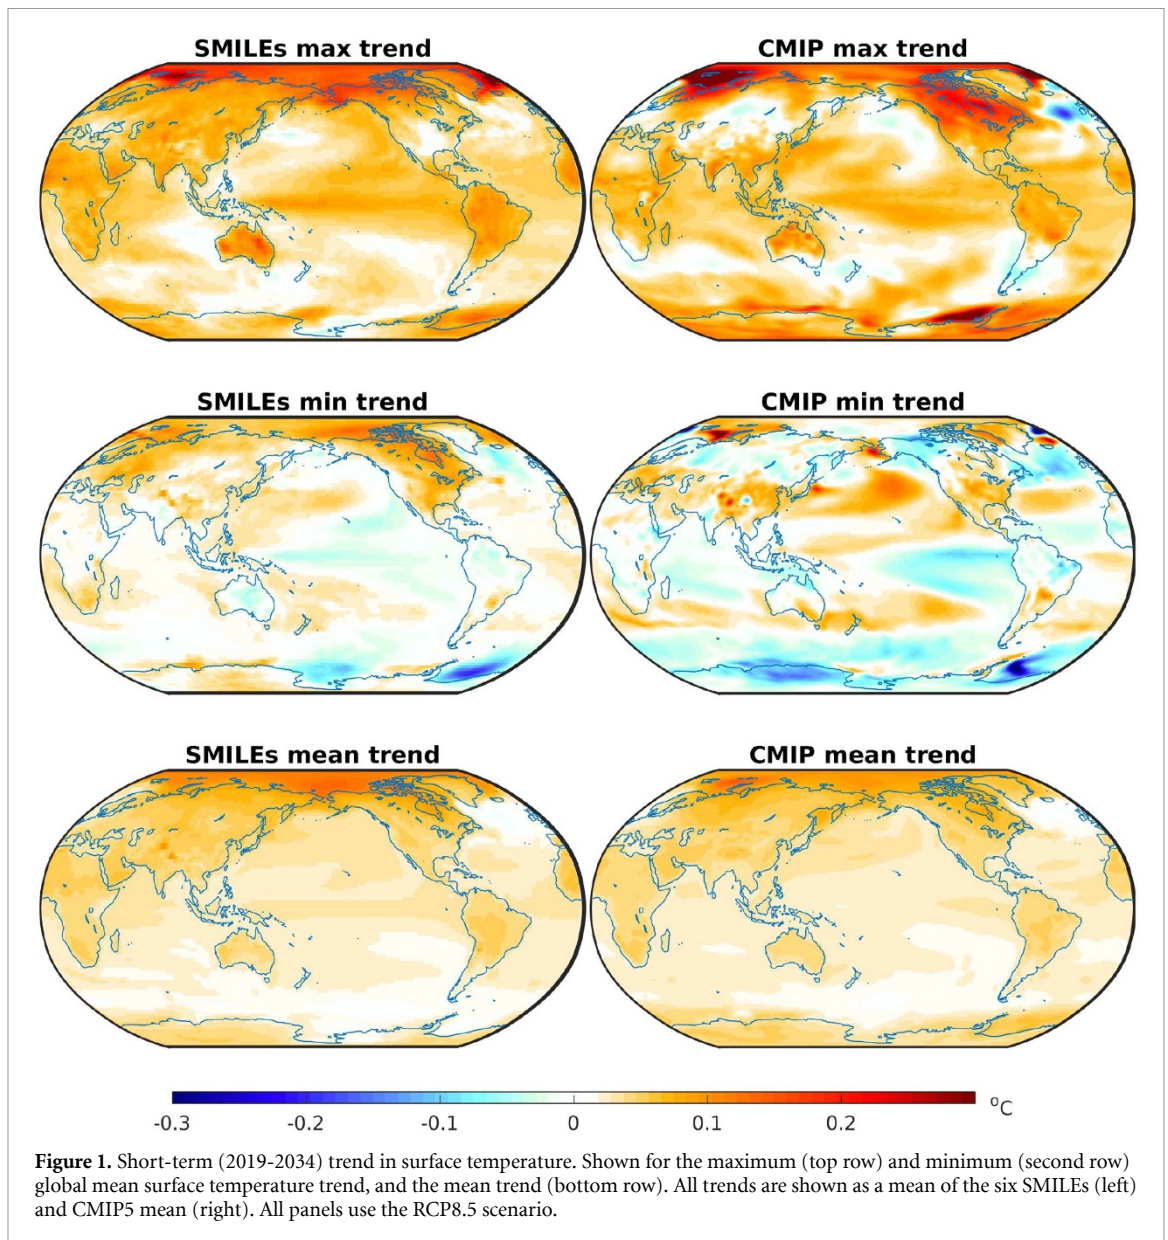 SMILEs max trend
CMIP max trend
SMILEs min trend
CMIP min trend
SMILEs mean trend
CMIP mean trend
-0.3 -0.2 -0.1 0 0.1 0.2 °C
Figure 1. Short-term (2019-2034) trend in surface temperature. Shown for the maximum (top row) and minimum (second row)
global mean surface temperature trend, and the mean trend (bottom row). All trends are shown as a mean of the six SMILEs (left)
and CMIP5 mean (right). All panels use the RCP8.5 scenario.